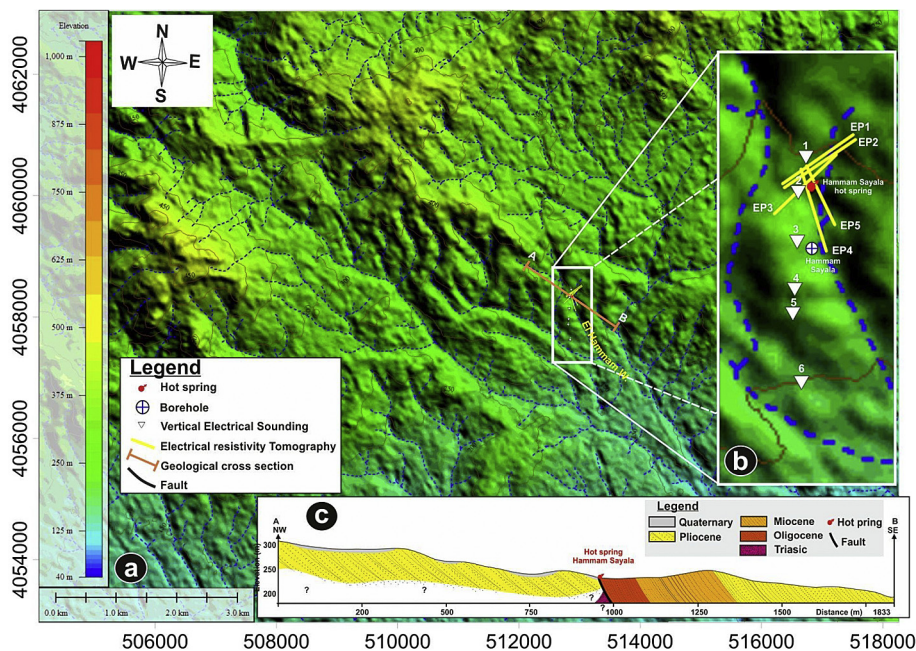 Elevation
1,000 m
875 m
750 m
625 m
500 m
375 m
250 m
125 m
40 m
N
W E
S
4062000
4060000
4058000
4056000
4054000
A
B
El Hammam W.
Legend
Hot spring
Borehole
Vertical Electrical Sounding
Electrical resistivity Tomography
Geological cross section
Fault
a
0.0 km 1.0 km 2.0 km 3.0 km
506000 508000 510000 512000 514000 516000 518000
EP1
EP2
1
2
Hammam Sayala
hot spring
EP3
EP5
3
EP4
Hammam
Sayala
4
5
6
b
c
A
NW
300
250
200
Hot spring
Hammam Sayala
? ? ? ?
200 500 750 1000 1250 1500 Distance (m) 1833
Legend
Quaternary Miocene Hot pring
Pliocene Oligocene Fault
Triasic
B
SE